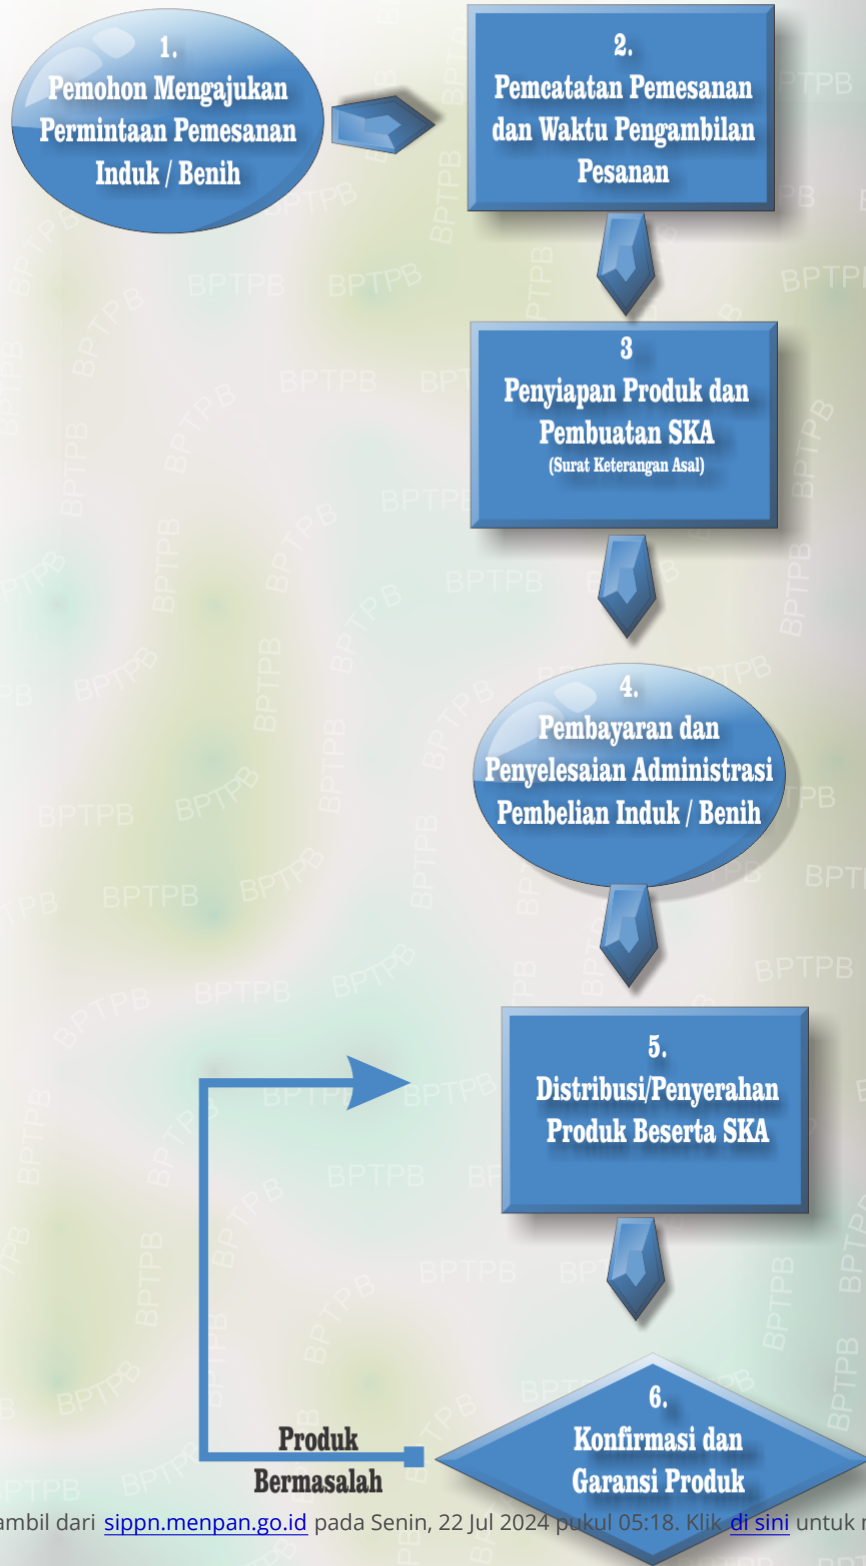 1.
Pemohon Mengajukan
Permintaan Pemesanan
Induk / Benih
2.
Pemcatatan Pemesanan
dan Waktu Pengambilan
Pesanan
3
Penyiapan Produk dan
Pembuatan SKA
(Surat Keterangan Asal)
4.
Pembayaran dan
Penyelesaian Administrasi
Pembelian Induk / Benih
5.
Distribusi/Penyerahan
Produk Beserta SKA
6.
Konfirmasi dan
Garansi Produk
Produk
Bermasalah
ambil dari sippn.menpan.go.id pada Senin, 22 Jul 2024 pukul 05:18. Klik di sini untuk
BPTPB